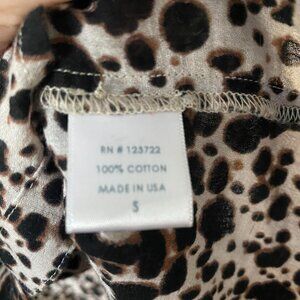 RN # 123722
100% COTTON
MADE IN USA
S